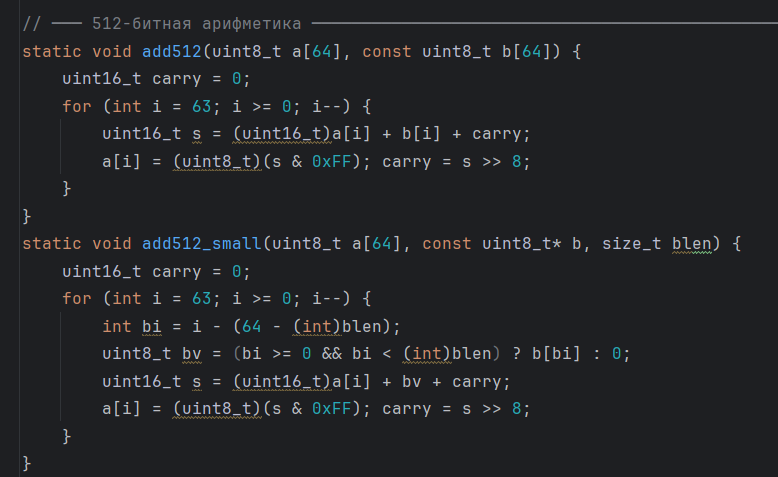 // —— 512-битная арифметика ——————————————————————————————
static void add512(uint8_t a[64], const uint8_t b[64]) {
    uint16_t carry = 0;
    for (int i = 63; i >= 0; i--) {
        uint16_t s = (uint16_t)a[i] + b[i] + carry;
        a[i] = (uint8_t)(s & 0xFF); carry = s >> 8;
    }
}
static void add512_small(uint8_t a[64], const uint8_t* b, size_t blen) {
    uint16_t carry = 0;
    for (int i = 63; i >= 0; i--) {
        int bi = i - (64 - (int)blen);
        uint8_t bv = (bi >= 0 && bi < (int)blen) ? b[bi] : 0;
        uint16_t s = (uint16_t)a[i] + bv + carry;
        a[i] = (uint8_t)(s & 0xFF); carry = s >> 8;
    }
}